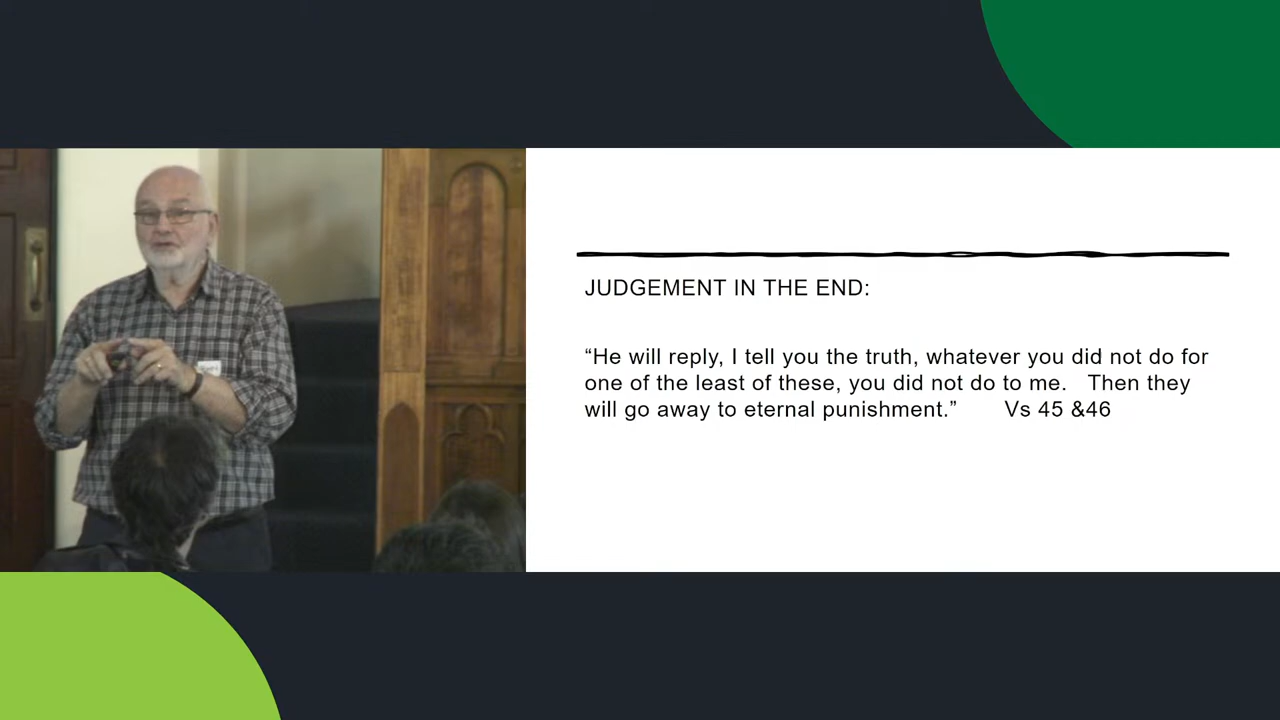 JUDGEMENT IN THE END:
“He will reply, I tell you the truth, whatever you did not do for
one of the least of these, you did not do to me. Then they
will go away to eternal punishment.” Vs 45 &46